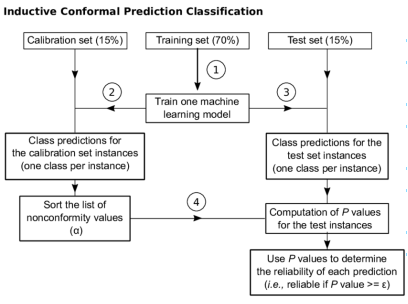 Inductive Conformal Prediction Classification
Calibration set (15%)
Training set (70%)
Test set (15%)
1
2
3
Train one machine
learning model
Class predictions for
the calibration set instances
(one class per instance)
Class predictions for the
test set instances
(one class per instance)
Sort the list of
nonconformity values
(α)
4
Computation of P values
for the test instances
Use P values to determine
the reliability of each prediction
(i.e., reliable if P value >= ε)